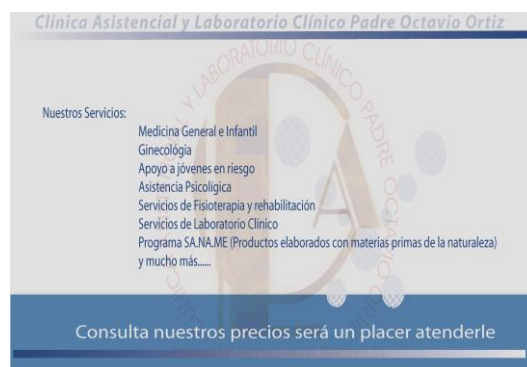 Clínica Asistencial y Laboratorio Clínico Padre Octavio Ortiz
Nuestros Servicios:
Medicina General e Infantil
Ginecológia
Apoyo a jóvenes en riesgo
Asistencia Psicoligica
Servicios de Fisioterapia y rehabilitación
Servicios de Laboratorio Clínico
Programa SA.NA.ME (Productos elaborados con materias primas de la naturaleza)
y mucho más......
Consulta nuestros precios será un placer atenderle